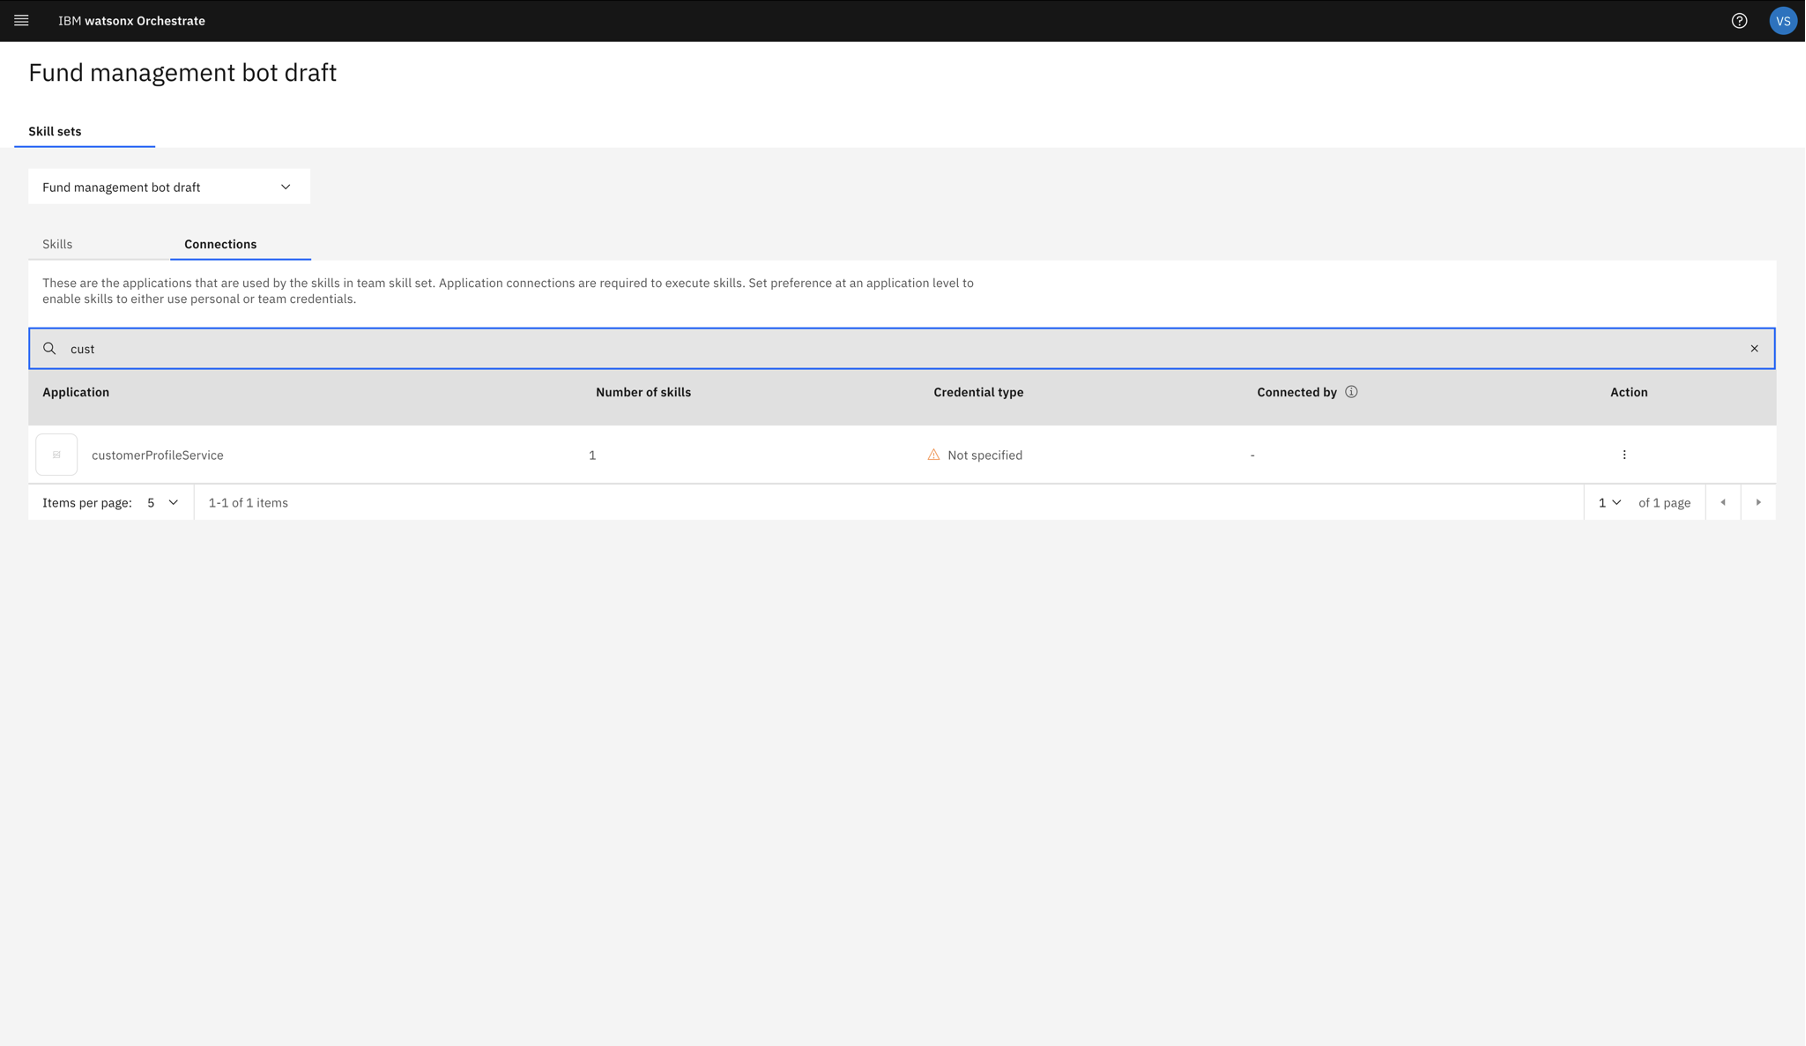 IBM watsonx Orchestrate
VS
Fund management bot draft
Skill sets
Fund management bot draft
Skills
Connections
These are the applications that are used by the skills in team skill set. Application connections are required to execute skills. Set preference at an application level to
enable skills to either use personal or team credentials.
cust
Application
Number of skills
Credential type
Connected by
Action
customerProfileService
1
Not specified
-
Items per page:
5
1-1 of 1 items
1
of 1 page